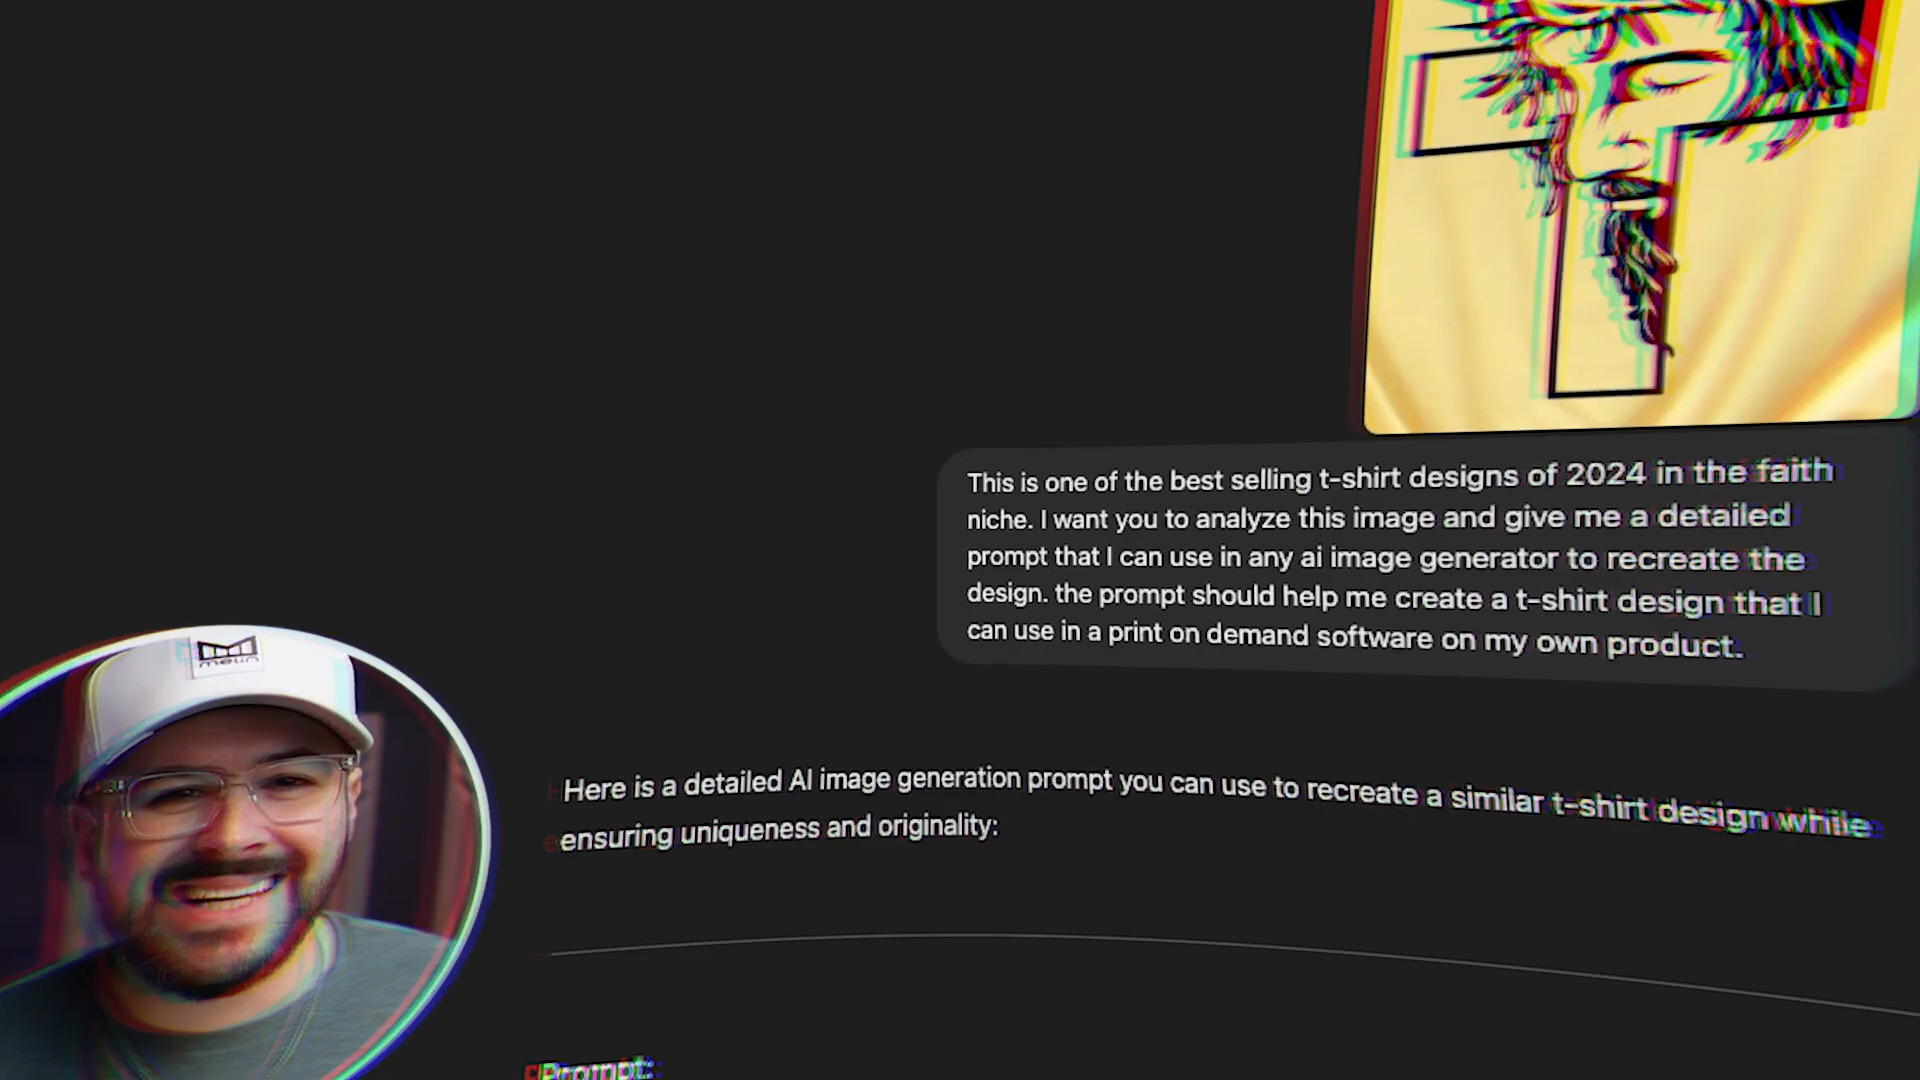 This is one of the best selling t-shirt designs of 2024 in the faith
niche. I want you to analyze this image and give me a detailed
prompt that I can use in any ai image generator to recreate the
design. the prompt should help me create a t-shirt design that I
can use in a print on demand software on my own product.
melin
Here is a detailed AI image generation prompt you can use to recreate a similar t-shirt design while
ensuring uniqueness and originality:
Prompt: